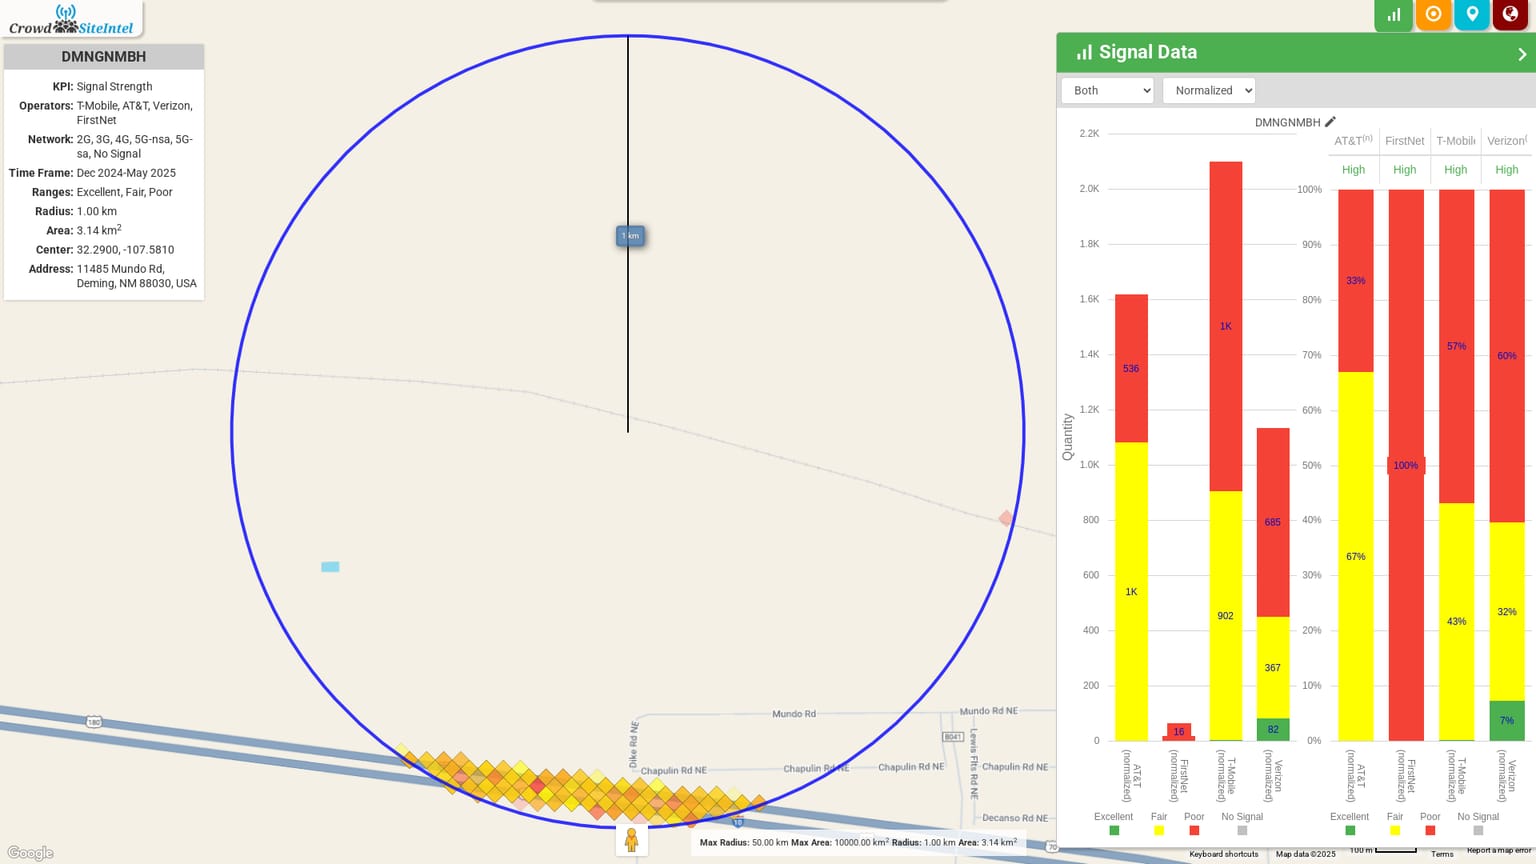 Crowd SiteIntel
DMNGNMBH
KPI: Signal Strength
Operators: T-Mobile, AT&T, Verizon,
FirstNet
Network: 2G, 3G, 4G, 5G-nsa, 5G-
sa, No Signal
Time Frame: Dec 2024-May 2025
Ranges: Excellent, Fair, Poor
Radius: 1.00 km
Area: 3.14 km²
Center: 32.2900, -107.5810
Address: 11485 Mundo Rd,
Deming, NM 88030, USA
1 km
180
Dike Rd NE
Mundo Rd
Mundo Rd NE
B041
Lewis Flts Rd NE
Chapulin Rd NE
Chapulin Rd NE
Chapulin Rd NE
Chapulin Rd NE
Decanso Rd NE
10
70
Google
Max Radius: 50.00 km Max Area: 10000.00 km² Radius: 1.00 km Area: 3.14 km²
Keyboard shortcuts
Map data ©2025
100 m
Terms
Report a map error
Signal Data
Both
Normalized
DMNGNMBH
2.2K
2.0K
1.8K
1.6K
1.4K
1.2K
1.0K
800
600
400
200
0
Quantity
536
1K
16
1K
902
685
367
82
AT&T (normalized)
FirstNet (normalized)
T-Mobile (normalized)
Verizon (normalized)
Excellent Fair Poor No Signal
AT&T(n) FirstNet T-Mobile Verizon(
High High High High
100%
90%
80%
70%
60%
50%
40%
30%
20%
10%
0%
33%
67%
100%
57%
43%
60%
32%
7%
AT&T (normalized)
FirstNet (normalized)
T-Mobile (normalized)
Verizon (normalized)
Excellent Fair Poor No Signal